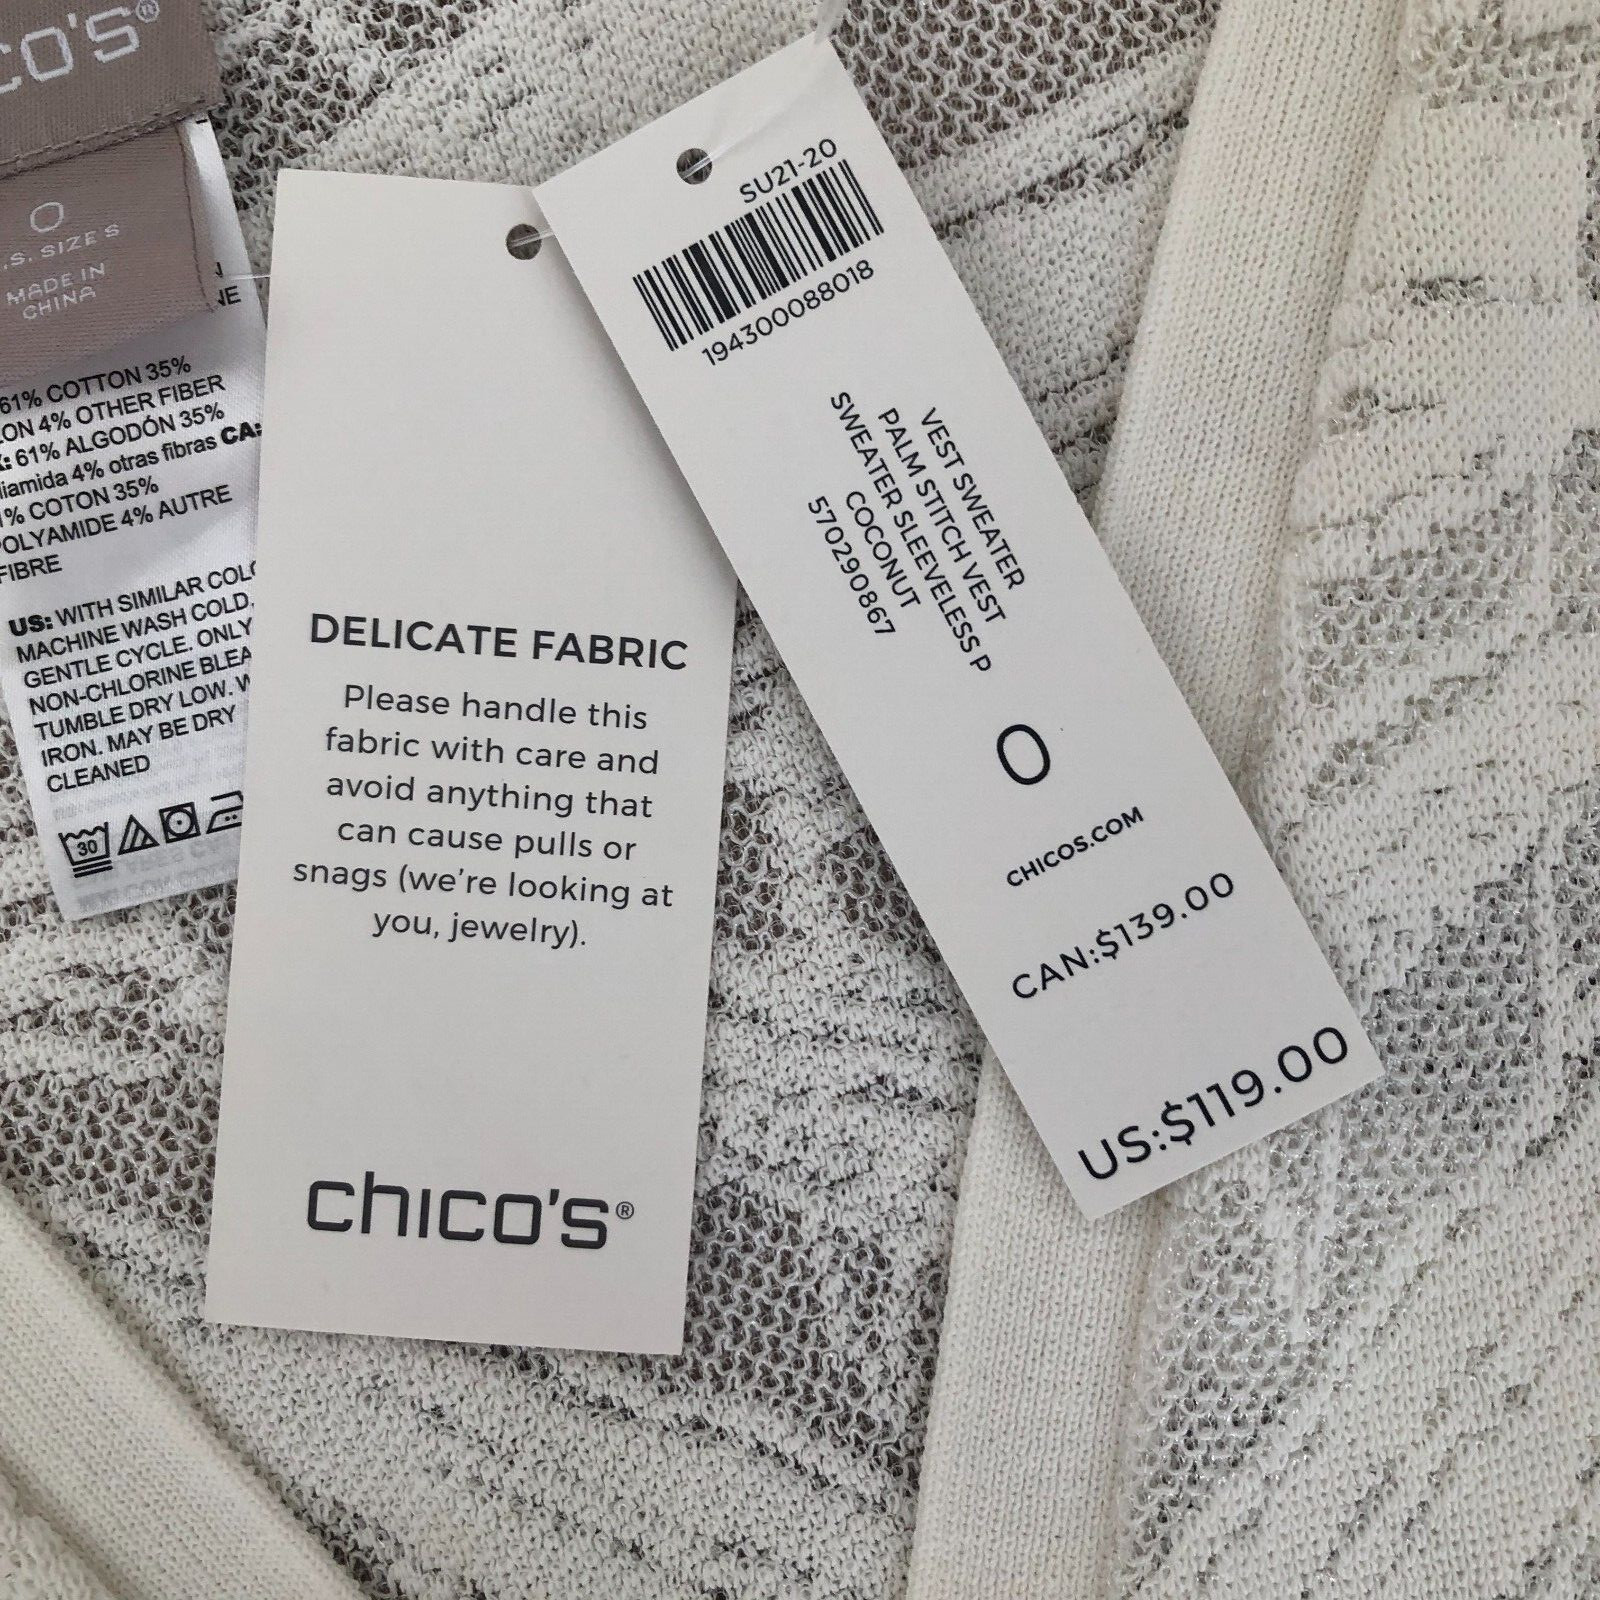 CO'S®
O
.S. SIZE S
MADE IN
CHINA
NE
61% COTTON 35%
LON 4% OTHER FIBER
: 61% ALGODÓN 35%
iamida 4% otras fibras CA:
1% COTON 35%
POLYAMIDE 4% AUTRE
FIBRE
US: WITH SIMILAR COLO
MACHINE WASH COLD,
GENTLE CYCLE. ONLY
NON-CHLORINE BLEA
TUMBLE DRY LOW. W
IRON. MAY BE DRY
CLEANED
30
DELICATE FABRIC
Please handle this
fabric with care and
avoid anything that
can cause pulls or
snags (we're looking at
you, jewelry).
chico's®
SU21-20
194300088018
VEST SWEATER
PALM STITCH VEST
SWEATER SLEEVELESS P
COCONUT
570290867
O
CHICOS.COM
CAN:$139.00
US:$119.00